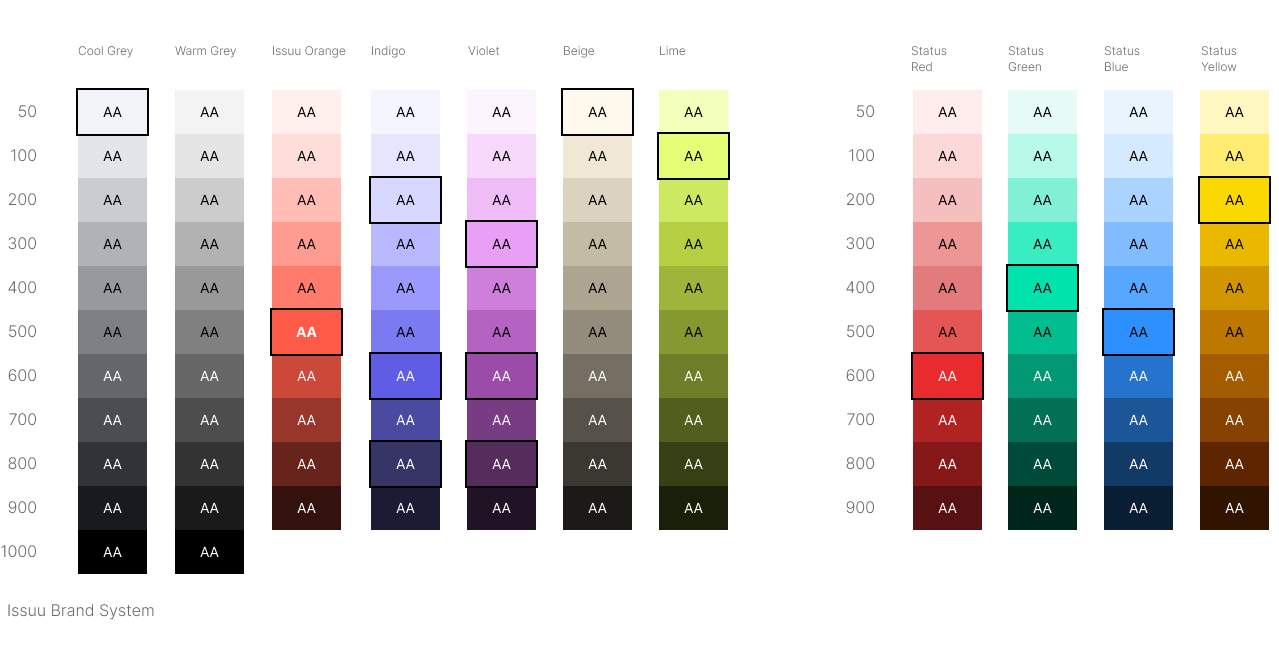 Cool Grey Warm Grey Issuu Orange Indigo Violet Beige Lime Status Red Status Green Status Blue Status Yellow
50 AA AA AA AA AA AA AA 50 AA AA AA AA
100 AA AA AA AA AA AA AA 100 AA AA AA AA
200 AA AA AA AA AA AA AA 200 AA AA AA AA
300 AA AA AA AA AA AA AA 300 AA AA AA AA
400 AA AA AA AA AA AA AA 400 AA AA AA AA
500 AA AA AA AA AA AA AA 500 AA AA AA AA
600 AA AA AA AA AA AA AA 600 AA AA AA AA
700 AA AA AA AA AA AA AA 700 AA AA AA AA
800 AA AA AA AA AA AA AA 800 AA AA AA AA
900 AA AA AA AA AA AA AA 900 AA AA AA AA
1000 AA AA
Issuu Brand System